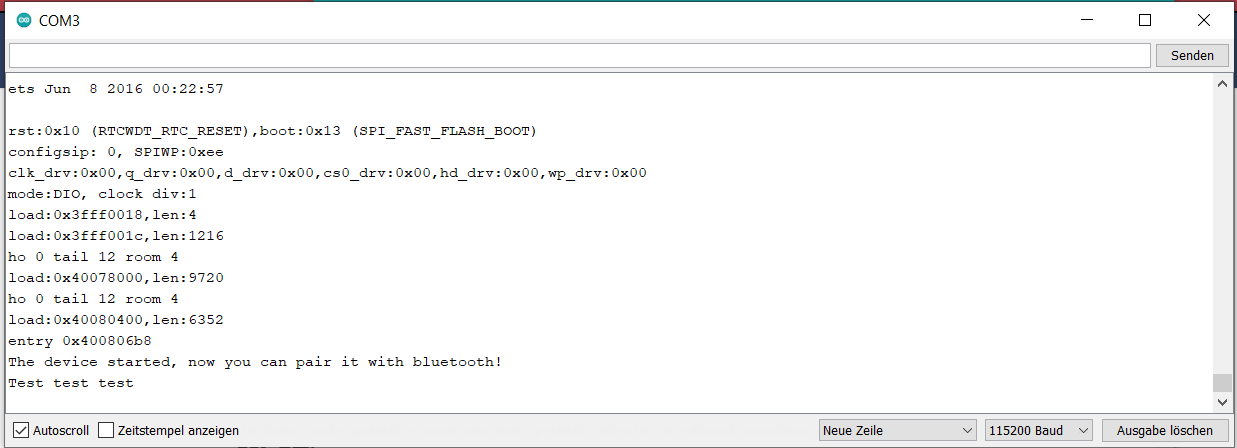 COM3
Senden
ets Jun  8 2016 00:22:57
rst:0x10 (RTCWDT_RTC_RESET),boot:0x13 (SPI_FAST_FLASH_BOOT)
configsip: 0, SPIWP:0xee
clk_drv:0x00,q_drv:0x00,d_drv:0x00,cs0_drv:0x00,hd_drv:0x00,wp_drv:0x00
mode:DIO, clock div:1
load:0x3fff0018,len:4
load:0x3fff001c,len:1216
ho 0 tail 12 room 4
load:0x40078000,len:9720
ho 0 tail 12 room 4
load:0x40080400,len:6352
entry 0x400806b8
The device started, now you can pair it with bluetooth!
Test test test
Autoscroll Zeitstempel anzeigen Neue Zeile 115200 Baud Ausgabe löschen